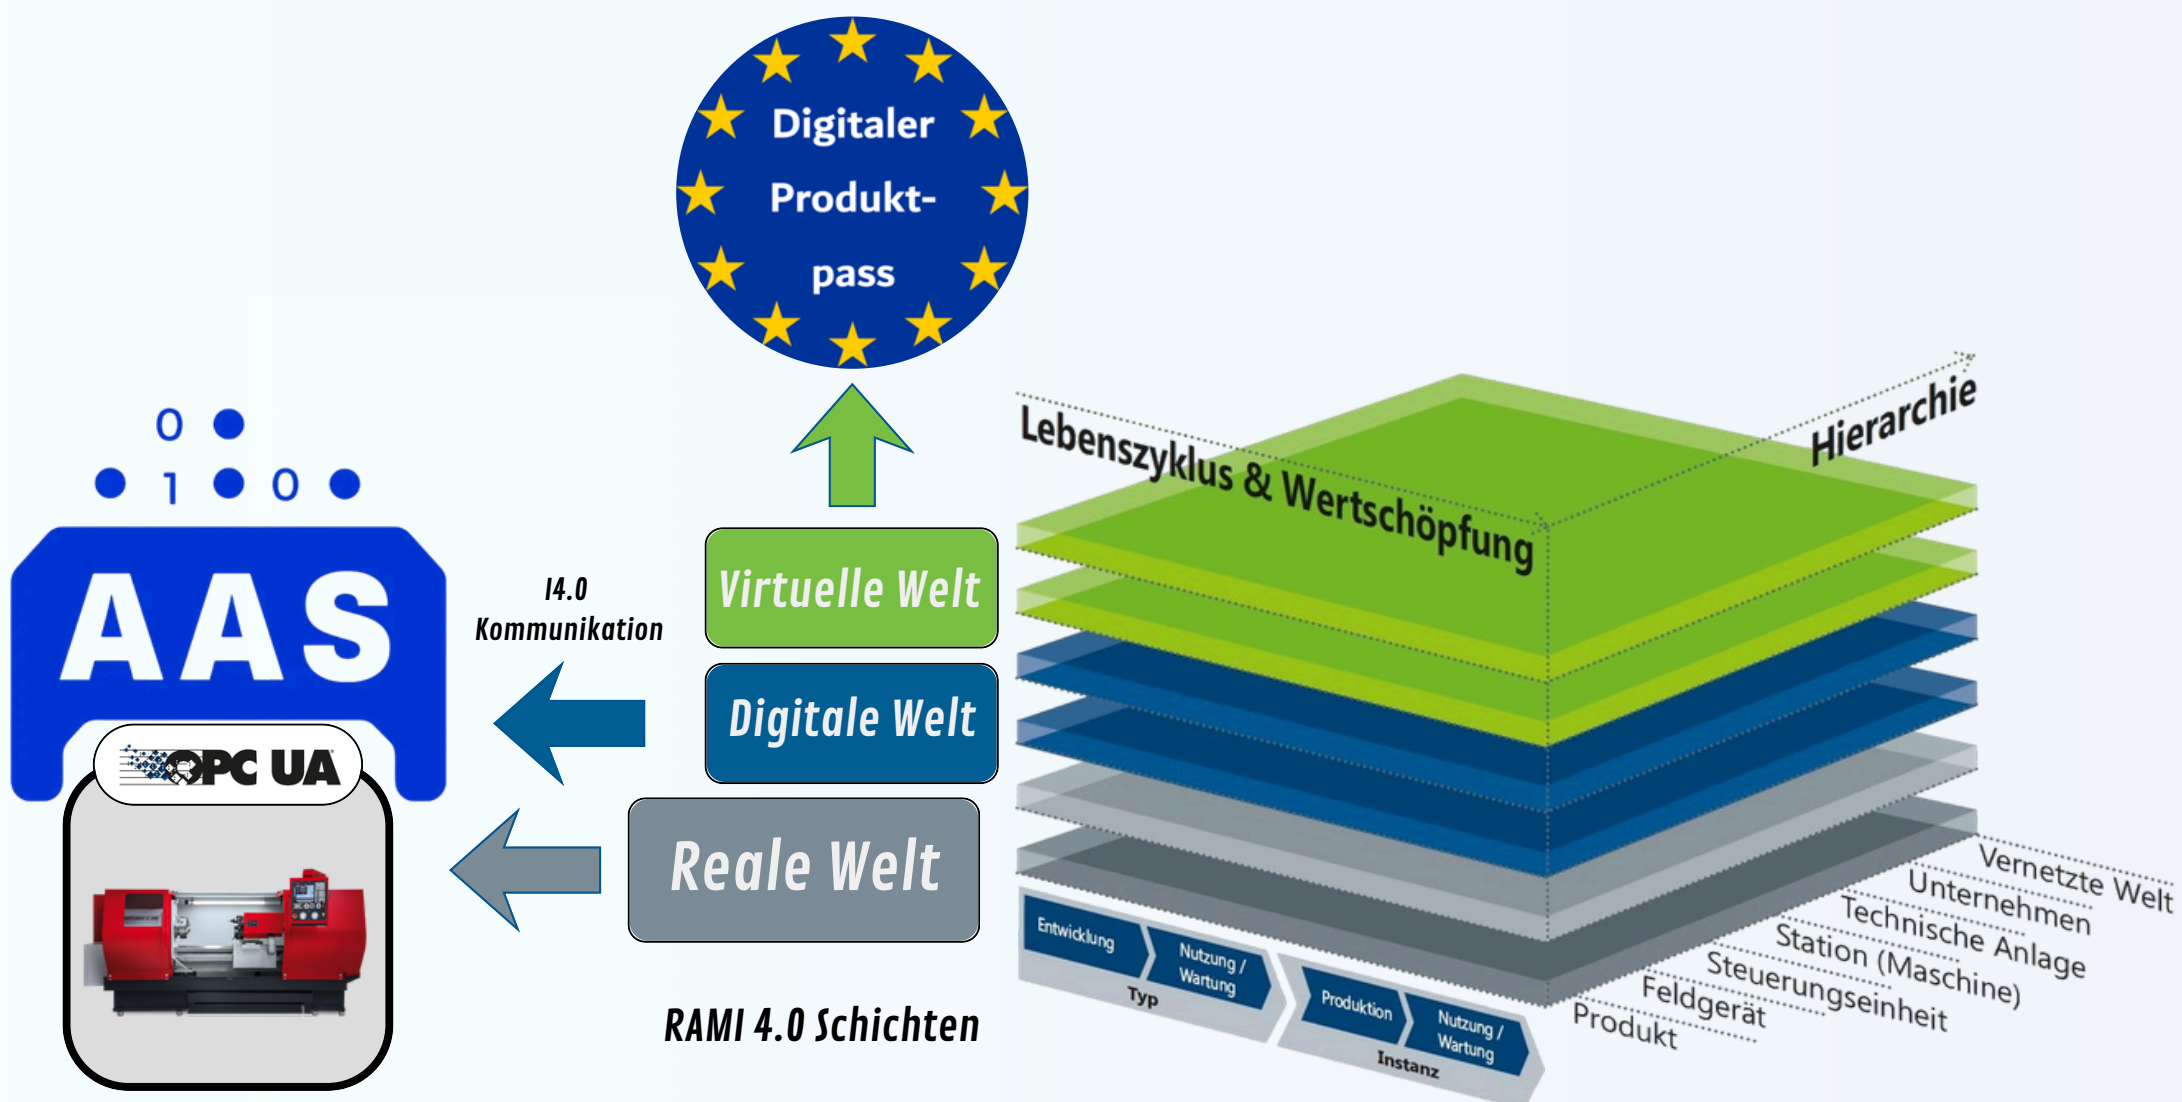 Digitaler
Produkt-
pass
0
1 0
AAS
OPC UA
I4.0
Kommunikation
Virtuelle Welt
Digitale Welt
Reale Welt
RAMI 4.0 Schichten
Lebenszyklus & Wertschöpfung
Hierarchie
Vernetzte Welt
Unternehmen
Technische Anlage
Station (Maschine)
Steuerungseinheit
Feldgerät
Produkt
Entwicklung
Nutzung /
Wartung
Typ
Produktion
Nutzung /
Wartung
Instanz